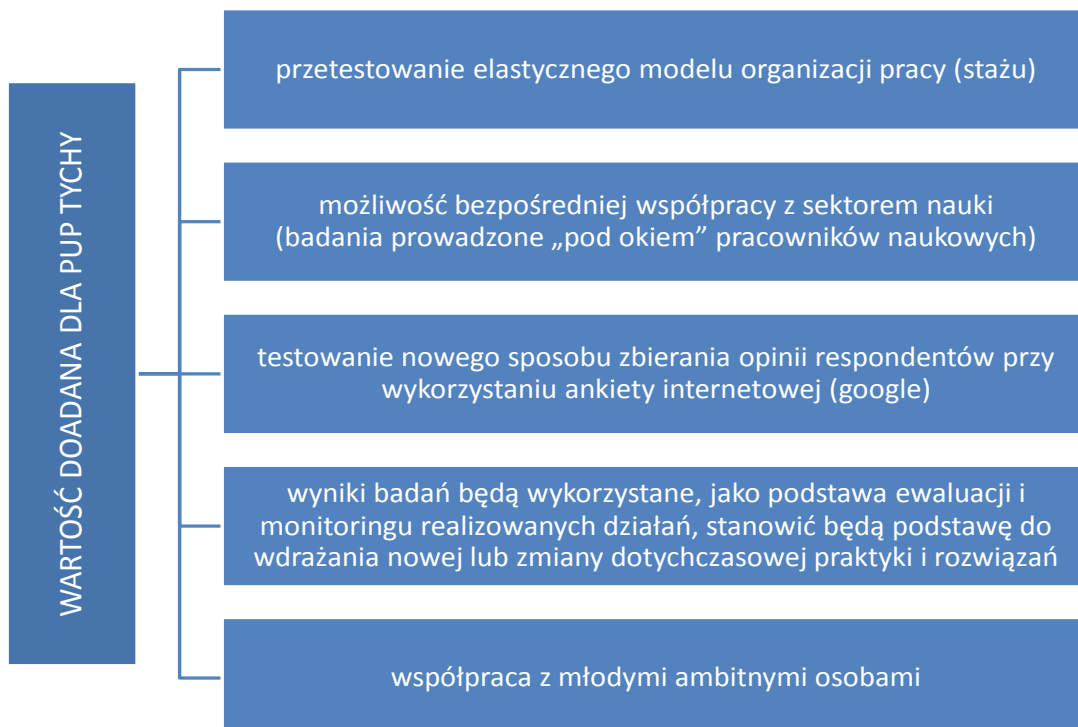 WARTOŚĆ DOADANA DLA PUP TYCHY
przetestowanie elastycznego modelu organizacji pracy (stażu)
możliwość bezpośredniej współpracy z sektorem nauki
(badania prowadzone „pod okiem” pracowników naukowych)
testowanie nowego sposobu zbierania opinii respondentów przy
wykorzystaniu ankiety internetowej (google)
wyniki badań będą wykorzystane, jako podstawa ewaluacji i
monitoringu realizowanych działań, stanowić będą podstawę do
wdrażania nowej lub zmiany dotychczasowej praktyki i rozwiązań
współpraca z młodymi ambitnymi osobami